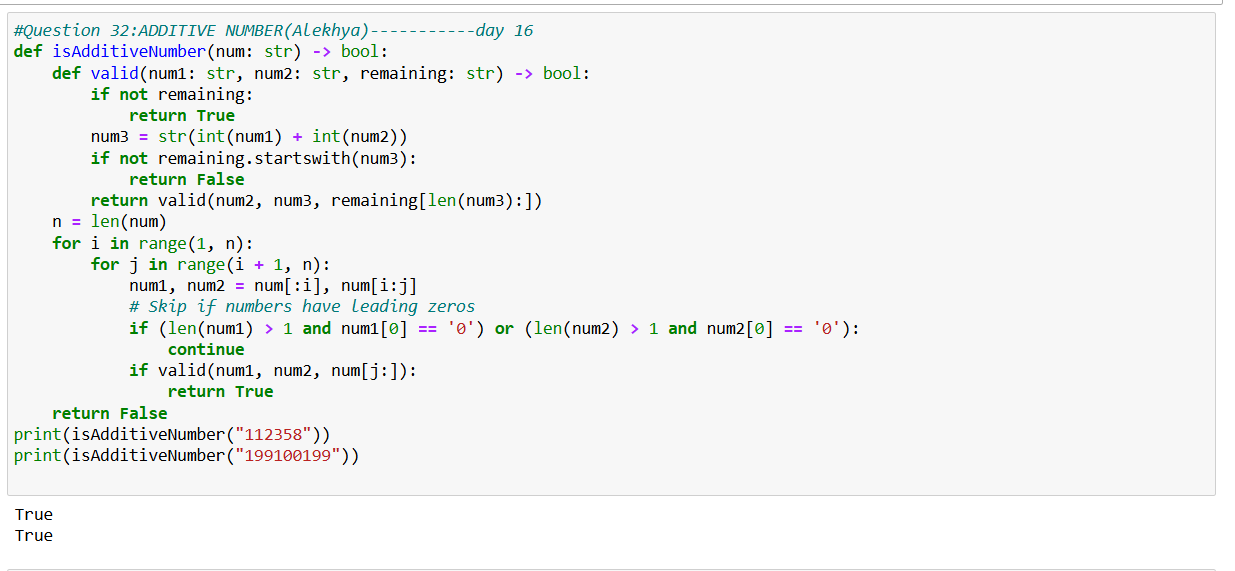 #Question 32:ADDITIVE NUMBER(Alekhya)-----------day 16
def isAdditiveNumber(num: str) -> bool:
    def valid(num1: str, num2: str, remaining: str) -> bool:
        if not remaining:
            return True
        num3 = str(int(num1) + int(num2))
        if not remaining.startswith(num3):
            return False
        return valid(num2, num3, remaining[len(num3):])
    n = len(num)
    for i in range(1, n):
        for j in range(i + 1, n):
            num1, num2 = num[:i], num[i:j]
            # Skip if numbers have leading zeros
            if (len(num1) > 1 and num1[0] == '0') or (len(num2) > 1 and num2[0] == '0'):
                continue
            if valid(num1, num2, num[j:]):
                return True
    return False
print(isAdditiveNumber("112358"))
print(isAdditiveNumber("199100199"))
True
True